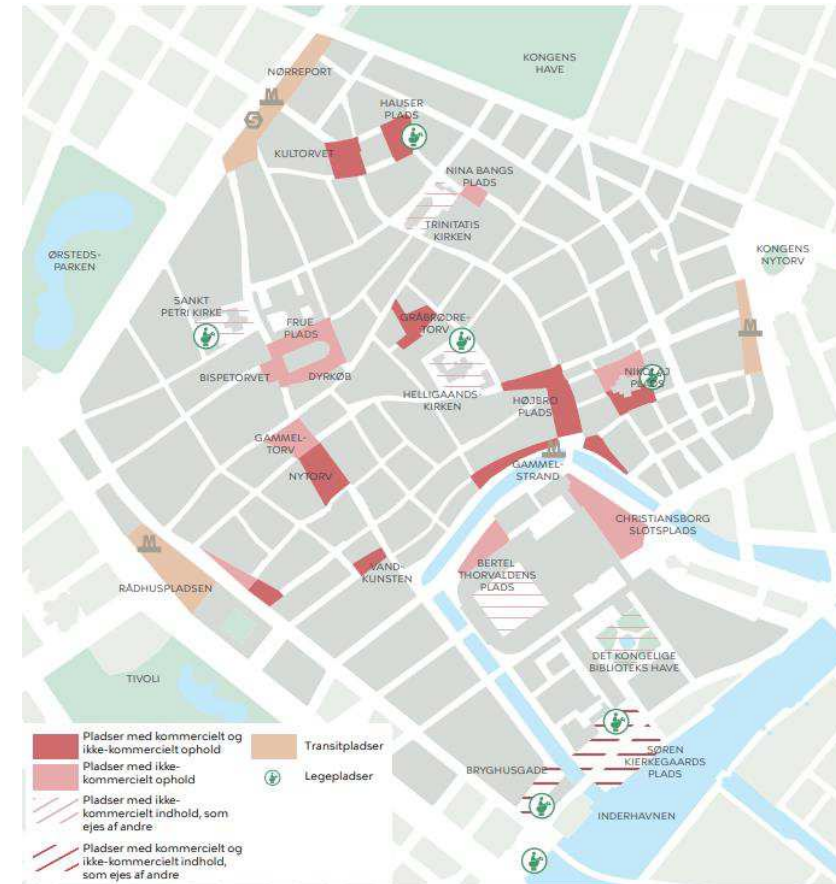 NØRREPORT
KONGENS
HAVE
HAUSER
PLADS
KULTORVET
NINA BANGS
PLADS
TRINITATIS
KIRKEN
ØRSTEDS-
PARKEN
KONGENS
NYTORV
SANKT
PETRI KIRKE
FRUE
PLADS
GRÅBRØDRE-
TORV
BISPETORVET
DYRKØB
HELLIGAANDS-
KIRKEN
HØJBRO
PLADS
NIKOLAJ
PLADS
GAMMEL-
TORV
NYTORV
GAMMEL-
STRAND
CHRISTIANSBORG
SLOTSPLADS
VAND-
KUNSTEN
BERTEL
THORVALDENS
PLADS
RÅDHUSPLADSEN
TIVOLI
DET KONGELIGE
BIBLIOTEKS HAVE
BRYGHUSGADE
SØREN
KIERKEGAARDS
PLADS
INDERHAVNEN
M
S
M
M
M
Pladser med kommercielt og
ikke-kommercielt ophold
Pladser med ikke-
kommercielt ophold
Pladser med ikke-
kommercielt indhold, som
ejes af andre
Pladser med kommercielt og
ikke-kommercielt indhold,
som ejes af andre
Transitpladser
Legepladser